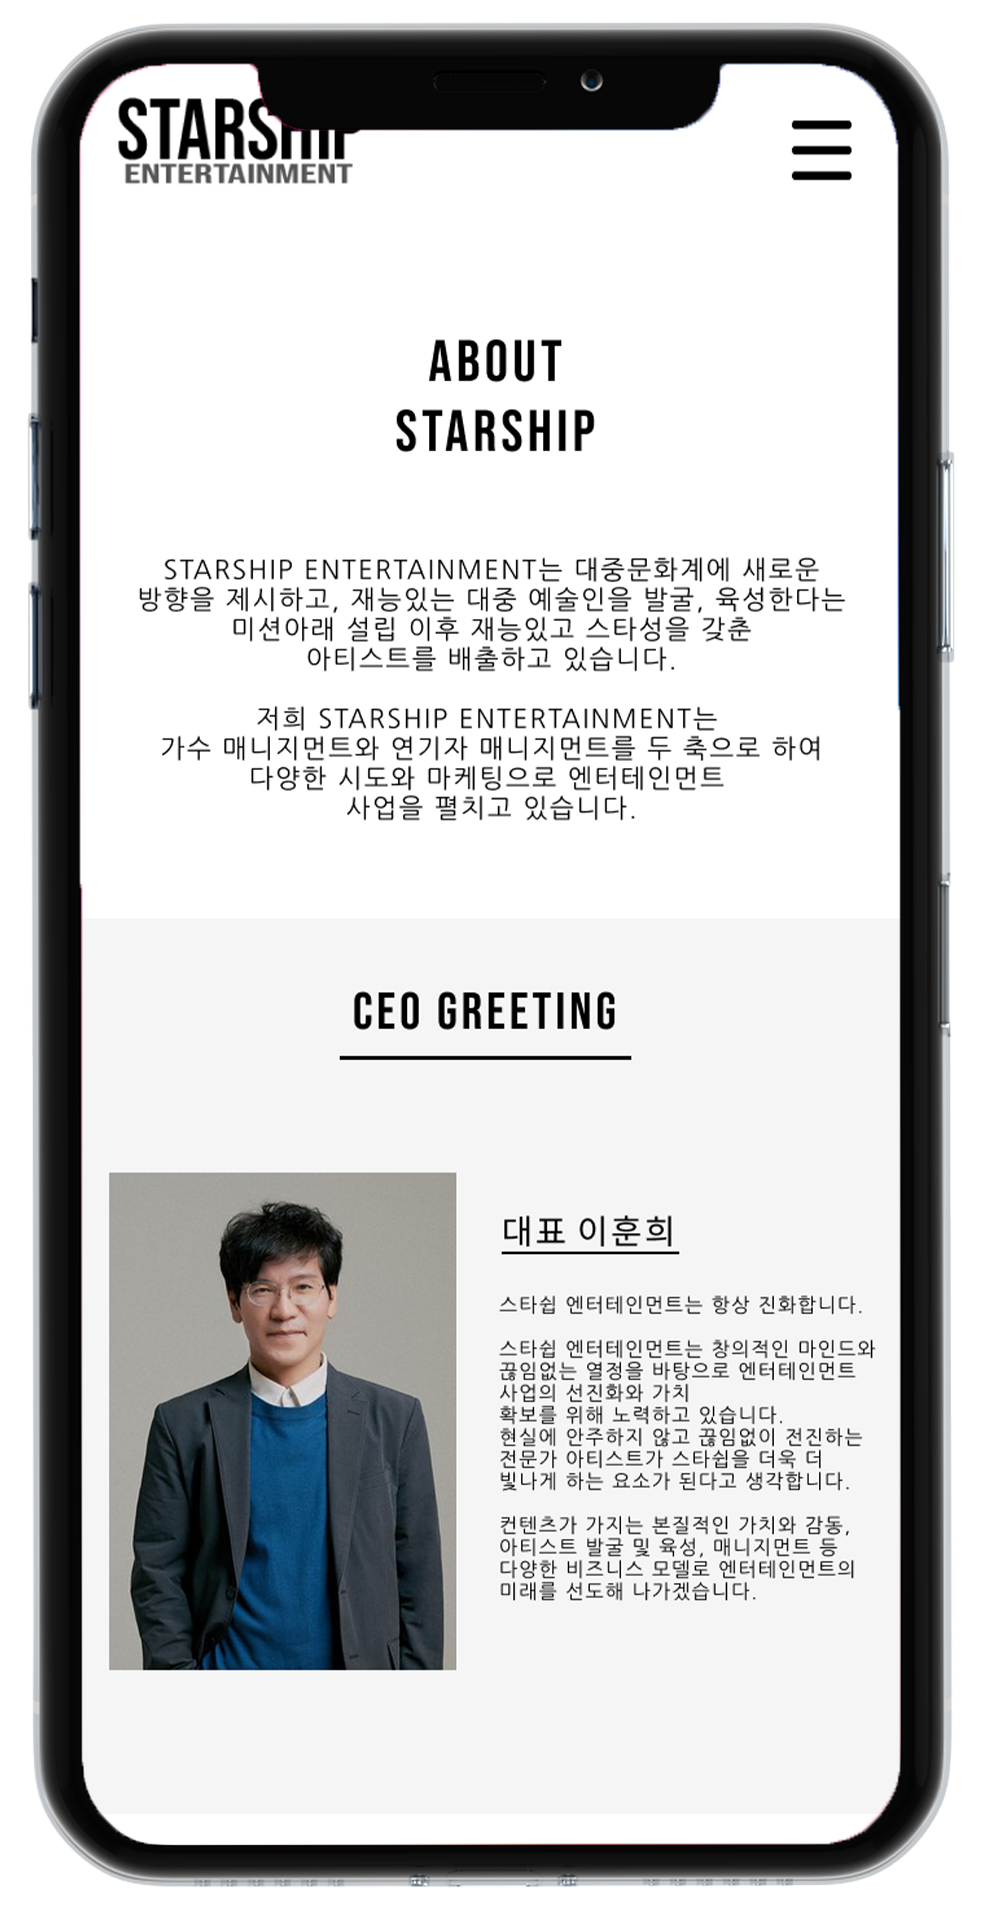 STARSHIP
ENTERTAINMENT
ABOUT
STARSHIP
STARSHIP ENTERTAINMENT는 대중문화계에 새로운
방향을 제시하고, 재능있는 대중 예술인을 발굴, 육성한다는
미션아래 설립 이후 재능있고 스타성을 갖춘
아티스트를 배출하고 있습니다.
저희 STARSHIP ENTERTAINMENT는
가수 매니지먼트와 연기자 매니지먼트를 두 축으로 하여
다양한 시도와 마케팅으로 엔터테인먼트
사업을 펼치고 있습니다.
CEO GREETING
대표 이훈희
스타쉽 엔터테인먼트는 항상 진화합니다.
스타쉽 엔터테인먼트는 창의적인 마인드와
끊임없는 열정을 바탕으로 엔터테인먼트
사업의 선진화와 가치
확보를 위해 노력하고 있습니다.
현실에 안주하지 않고 끊임없이 전진하는
전문가 아티스트가 스타쉽을 더욱 더
빛나게 하는 요소가 된다고 생각합니다.
컨텐츠가 가지는 본질적인 가치와 감동,
아티스트 발굴 및 육성, 매니지먼트 등
다양한 비즈니스 모델로 엔터테인먼트의
미래를 선도해 나가겠습니다.